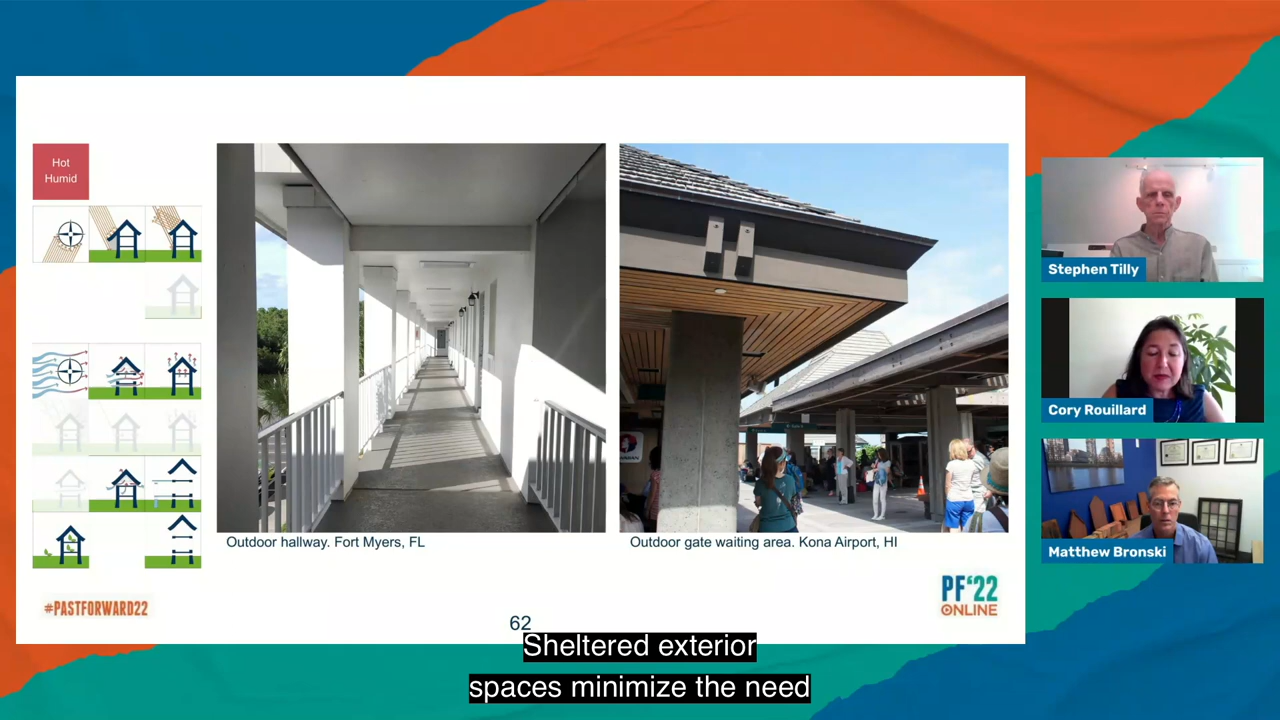 Hot
Humid
Outdoor hallway. Fort Myers, FL
Outdoor gate waiting area. Kona Airport, HI
#PASTFORWARD22
PF'22
ONLINE
62
Stephen Tilly
Cory Rouillard
Matthew Bronski
Sheltered exterior
spaces minimize the need